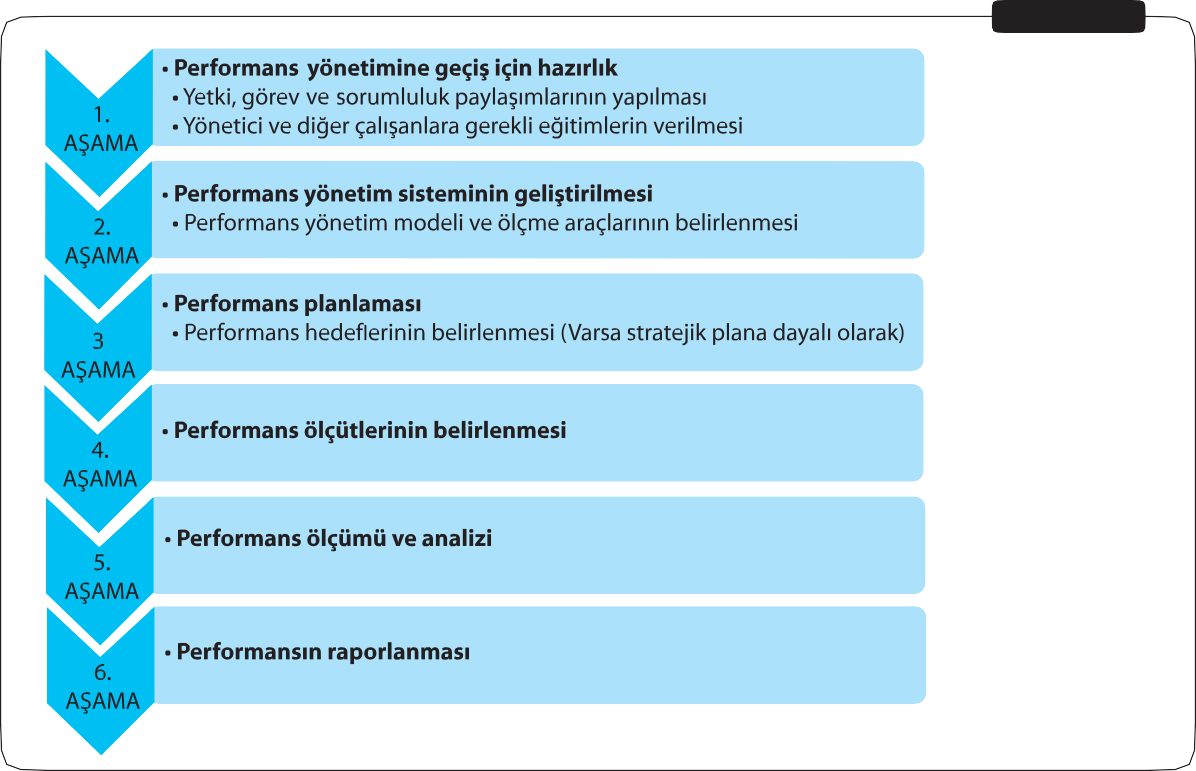 1.
AŞAMA
• Performans yönetimine geçiş için hazırlık
• Yetki, görev ve sorumluluk paylaşımlarının yapılması
• Yönetici ve diğer çalışanlara gerekli eğitimlerin verilmesi
2.
AŞAMA
• Performans yönetim sisteminin geliştirilmesi
• Performans yönetim modeli ve ölçme araçlarının belirlenmesi
3
AŞAMA
• Performans planlaması
• Performans hedeflerinin belirlenmesi (Varsa stratejik plana dayalı olarak)
4.
AŞAMA
• Performans ölçütlerinin belirlenmesi
5.
AŞAMA
• Performans ölçümü ve analizi
6.
AŞAMA
• Performansın raporlanması